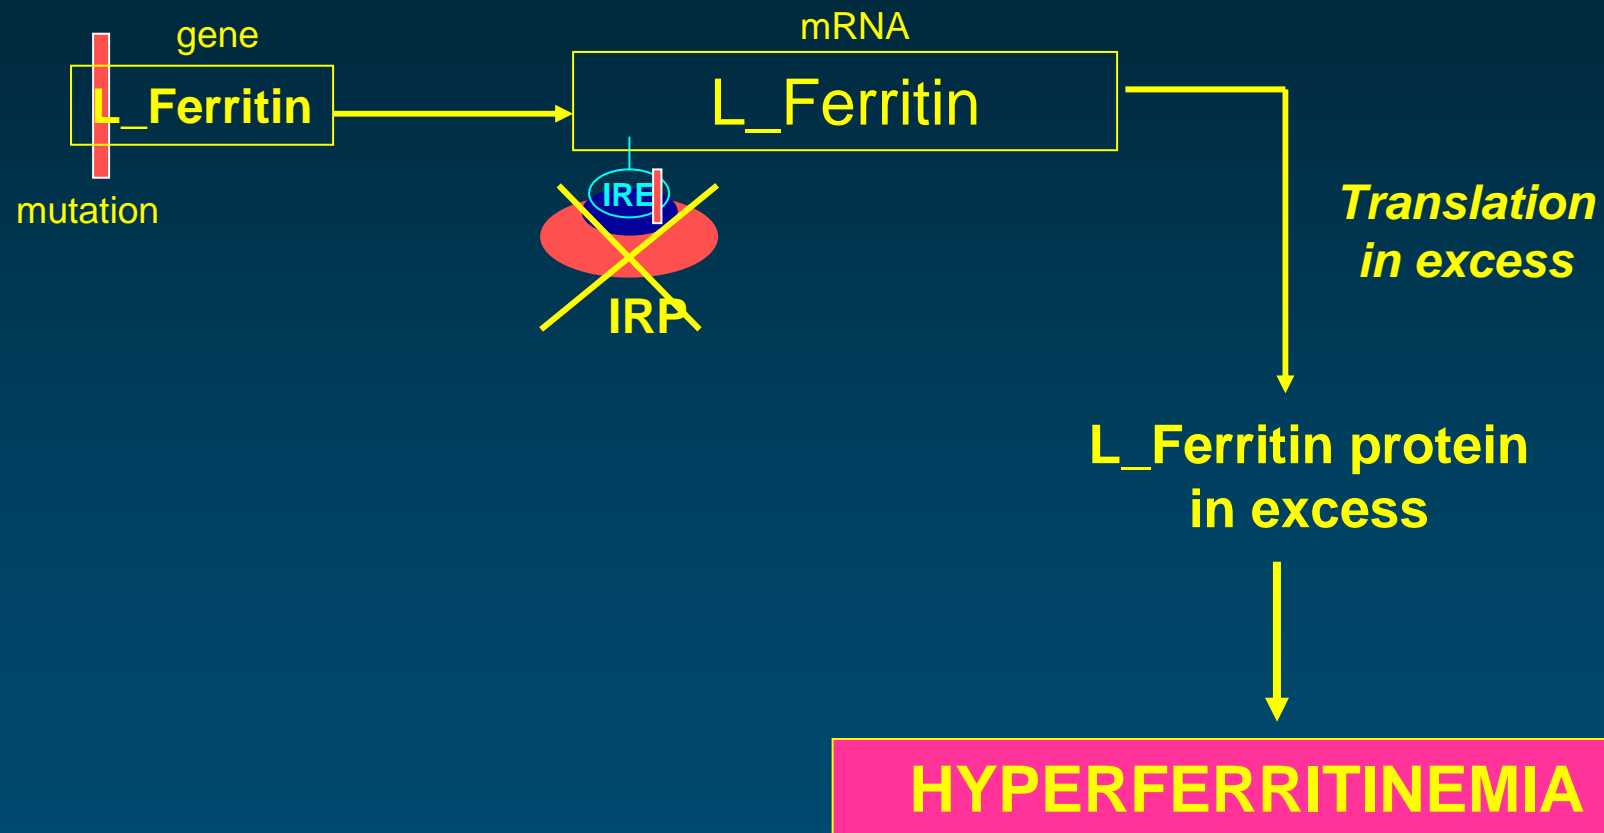 gene
mRNA
L_Ferritin
L_Ferritin
mutation
IRE
IRP
Translation
in excess
L_Ferritin protein
in excess
HYPERFERRITINEMIA